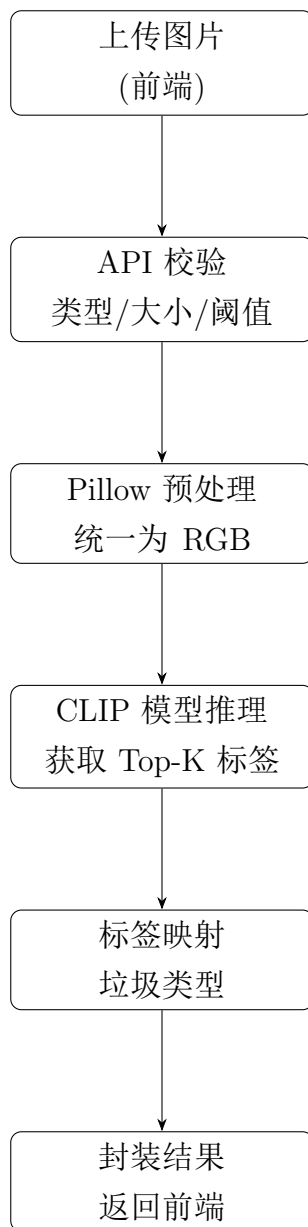 上传图片
(前端)
API 校验
类型/大小/阈值
Pillow 预处理
统一为 RGB
CLIP 模型推理
获取 Top-K 标签
标签映射
垃圾类型
封装结果
返回前端